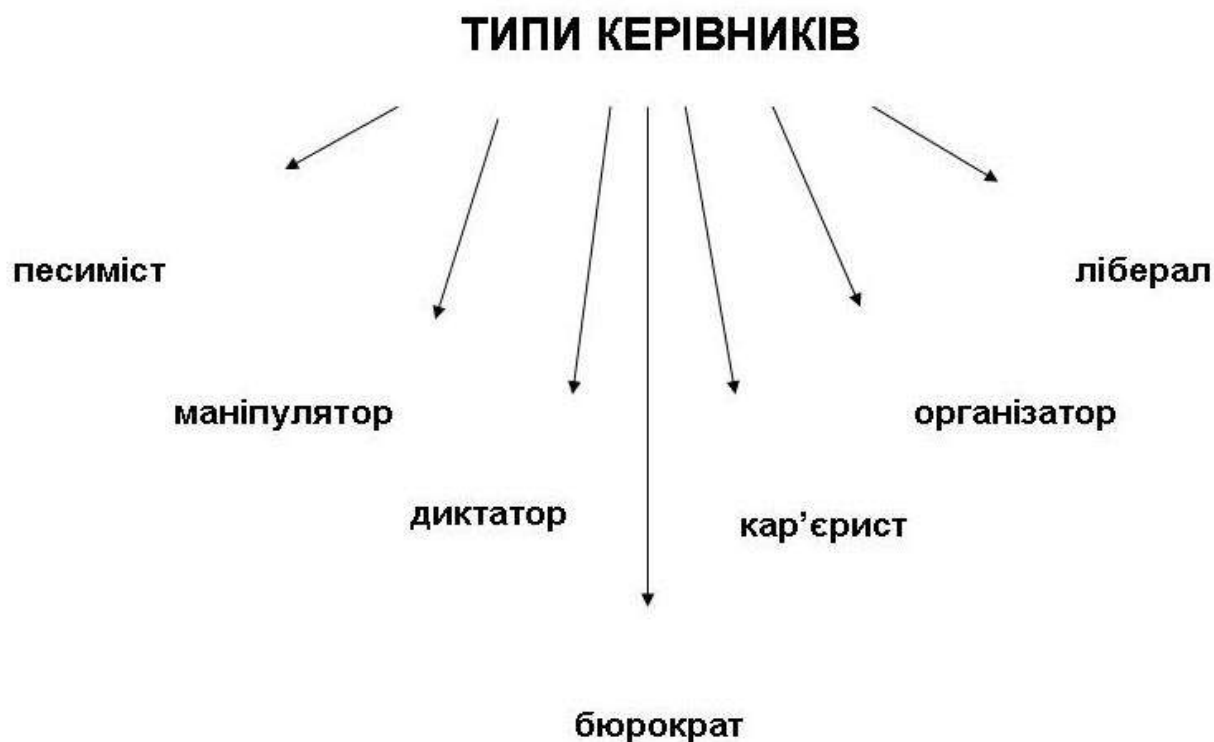 ТИПИ КЕРІВНИКІВ
песиміст
ліберал
маніпулятор
організатор
диктатор
кар’єрист
бюрократ